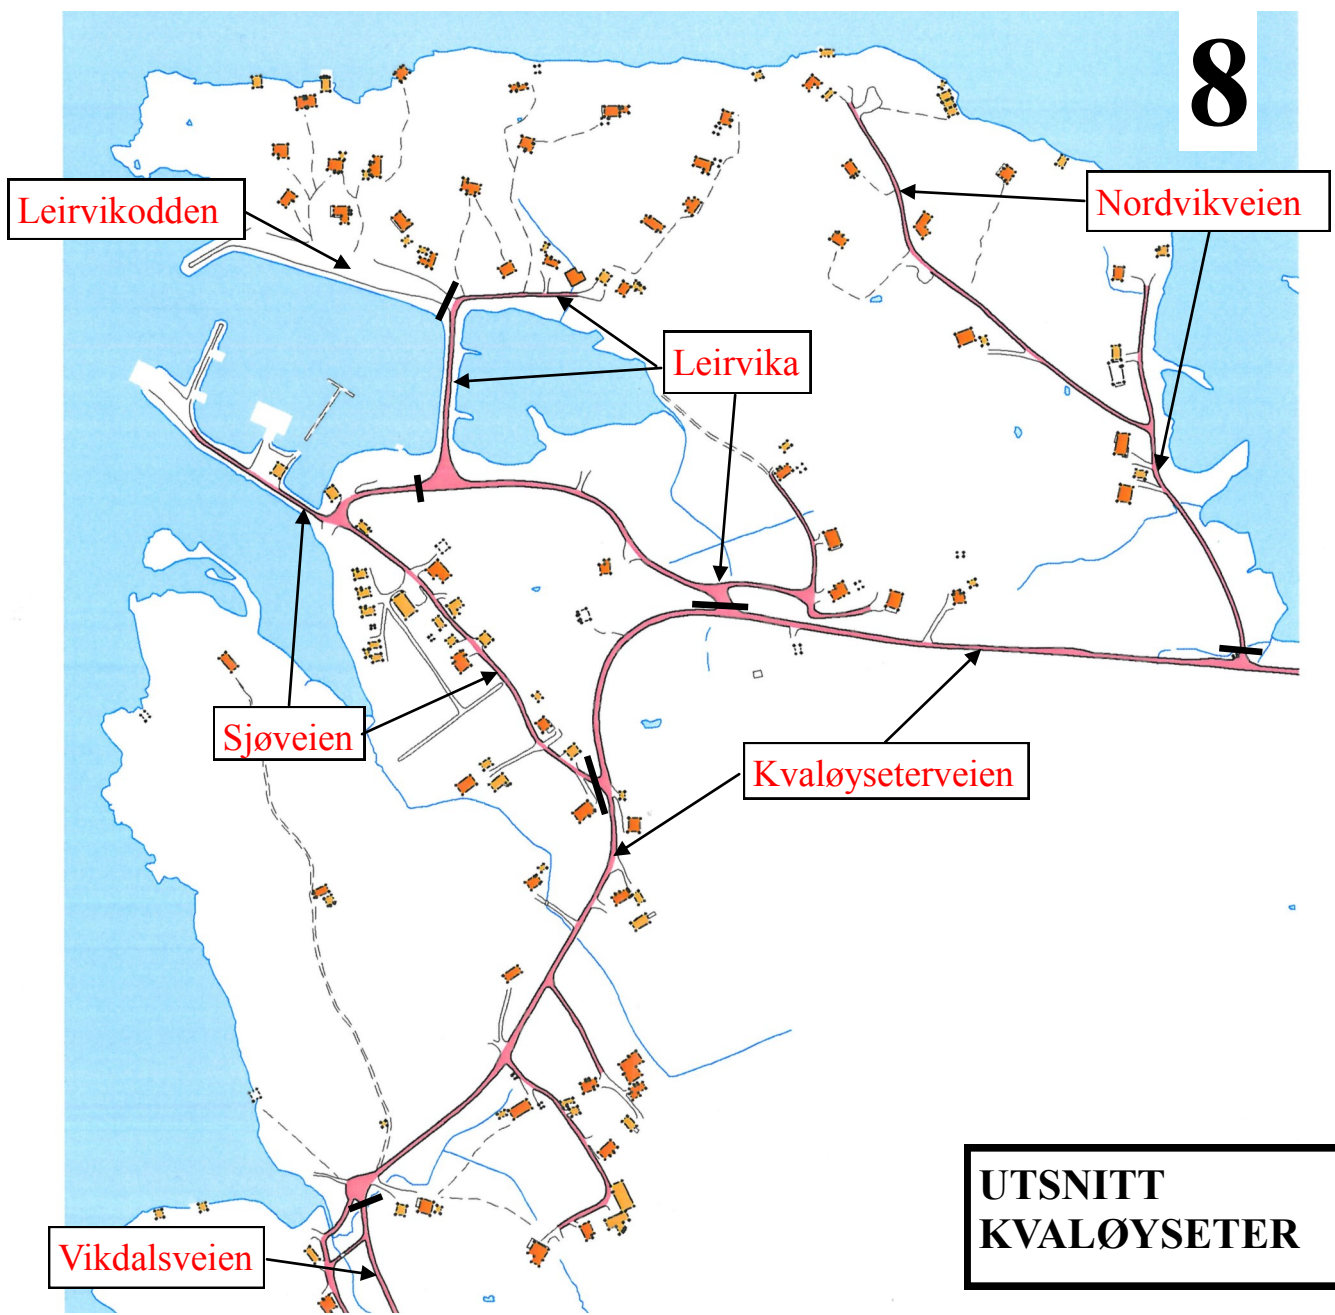 8
Leirvikodden
Nordvikveien
Leirvika
Sjøveien
Kvaløyseterveien
UTSNITT
KVALØYSETER
Vikdalsveien